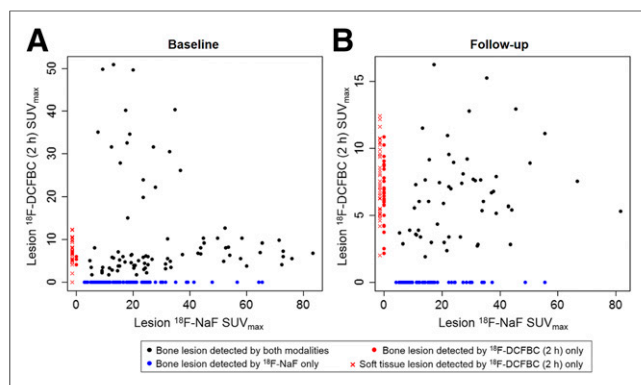 A
B
Baseline
Follow-up
Lesion ¹⁸F-DCFBC (2 h) SUVmax
50
40
30
20
10
0
0 20 40 60 80
Lesion ¹⁸F-NaF SUVmax
Lesion ¹⁸F-DCFBC (2 h) SUVmax
15
10
5
0
0 20 40 60 80
Lesion ¹⁸F-NaF SUVmax
Bone lesion detected by both modalities
Bone lesion detected by ¹⁸F-DCFBC (2 h) only
Bone lesion detected by ¹⁸F-NaF only
Soft tissue lesion detected by ¹⁸F-DCFBC (2 h) only